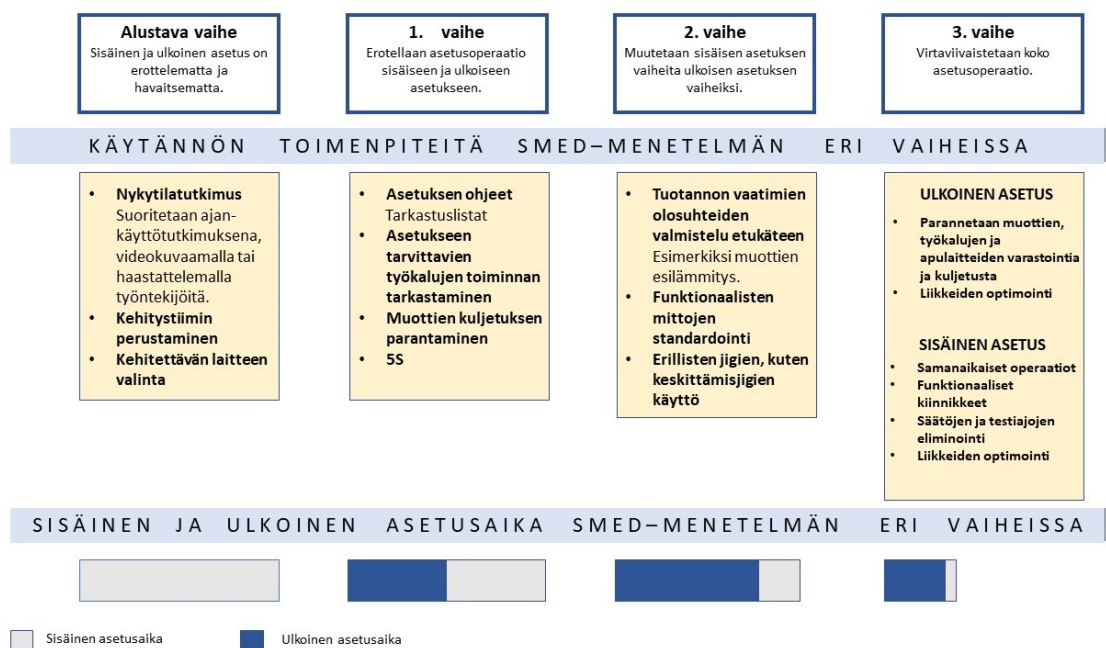 Alustava vaihe
Sisäinen ja ulkoinen asetus on
erottelematta ja
havaitsematta.
1. vaihe
Erotellaan asetusoperaatio
sisäiseen ja ulkoiseen
asetukseen.
2. vaihe
Muutetaan sisäisen asetuksen
vaiheita ulkoisen asetuksen
vaiheiksi.
3. vaihe
Virtaviivaistetaan koko
asetusoperaatio.
KÄYTÄNNÖN TOIMENPITEITÄ SMED–MENETELMÄN ERI VAIHEISSA
• Nykytilatutkimus
Suoritetaan ajan-
käyttötutkimuksena,
videokuvaamalla tai
haastattelemalla
työntekijöitä.
• Kehitystiimin
perustaminen
• Kehitettävän laitteen
valinta
• Asetuksen ohjeet
Tarkastuslistat
• Asetukseen
tarvittavien
työkalujen toiminnan
tarkastaminen
• Muottien kuljetuksen
parantaminen
• 5S
• Tuotannon vaatimien
olosuhteiden
valmistelu etukäteen
Esimerkiksi muottien
esilämmitys.
• Funktionaalisten
mittojen
standardointi
• Erillisten jigien, kuten
keskittämisjigien
käyttö
ULKOINEN ASETUS
• Parannetaan muottien,
työkalujen ja
apulaitteiden varastointia
ja kuljetusta
• Liikkeiden optimointi
SISÄINEN ASETUS
• Samanaikaiset operaatiot
• Funktionaaliset
kiinnikkeet
• Säätöjen ja testiajojen
eliminointi
• Liikkeiden optimointi
SISÄINEN JA ULKOINEN ASETUSAIKA SMED–MENETELMÄN ERI VAIHEISSA
Sisäinen asetusaika
Ulkoinen asetusaika